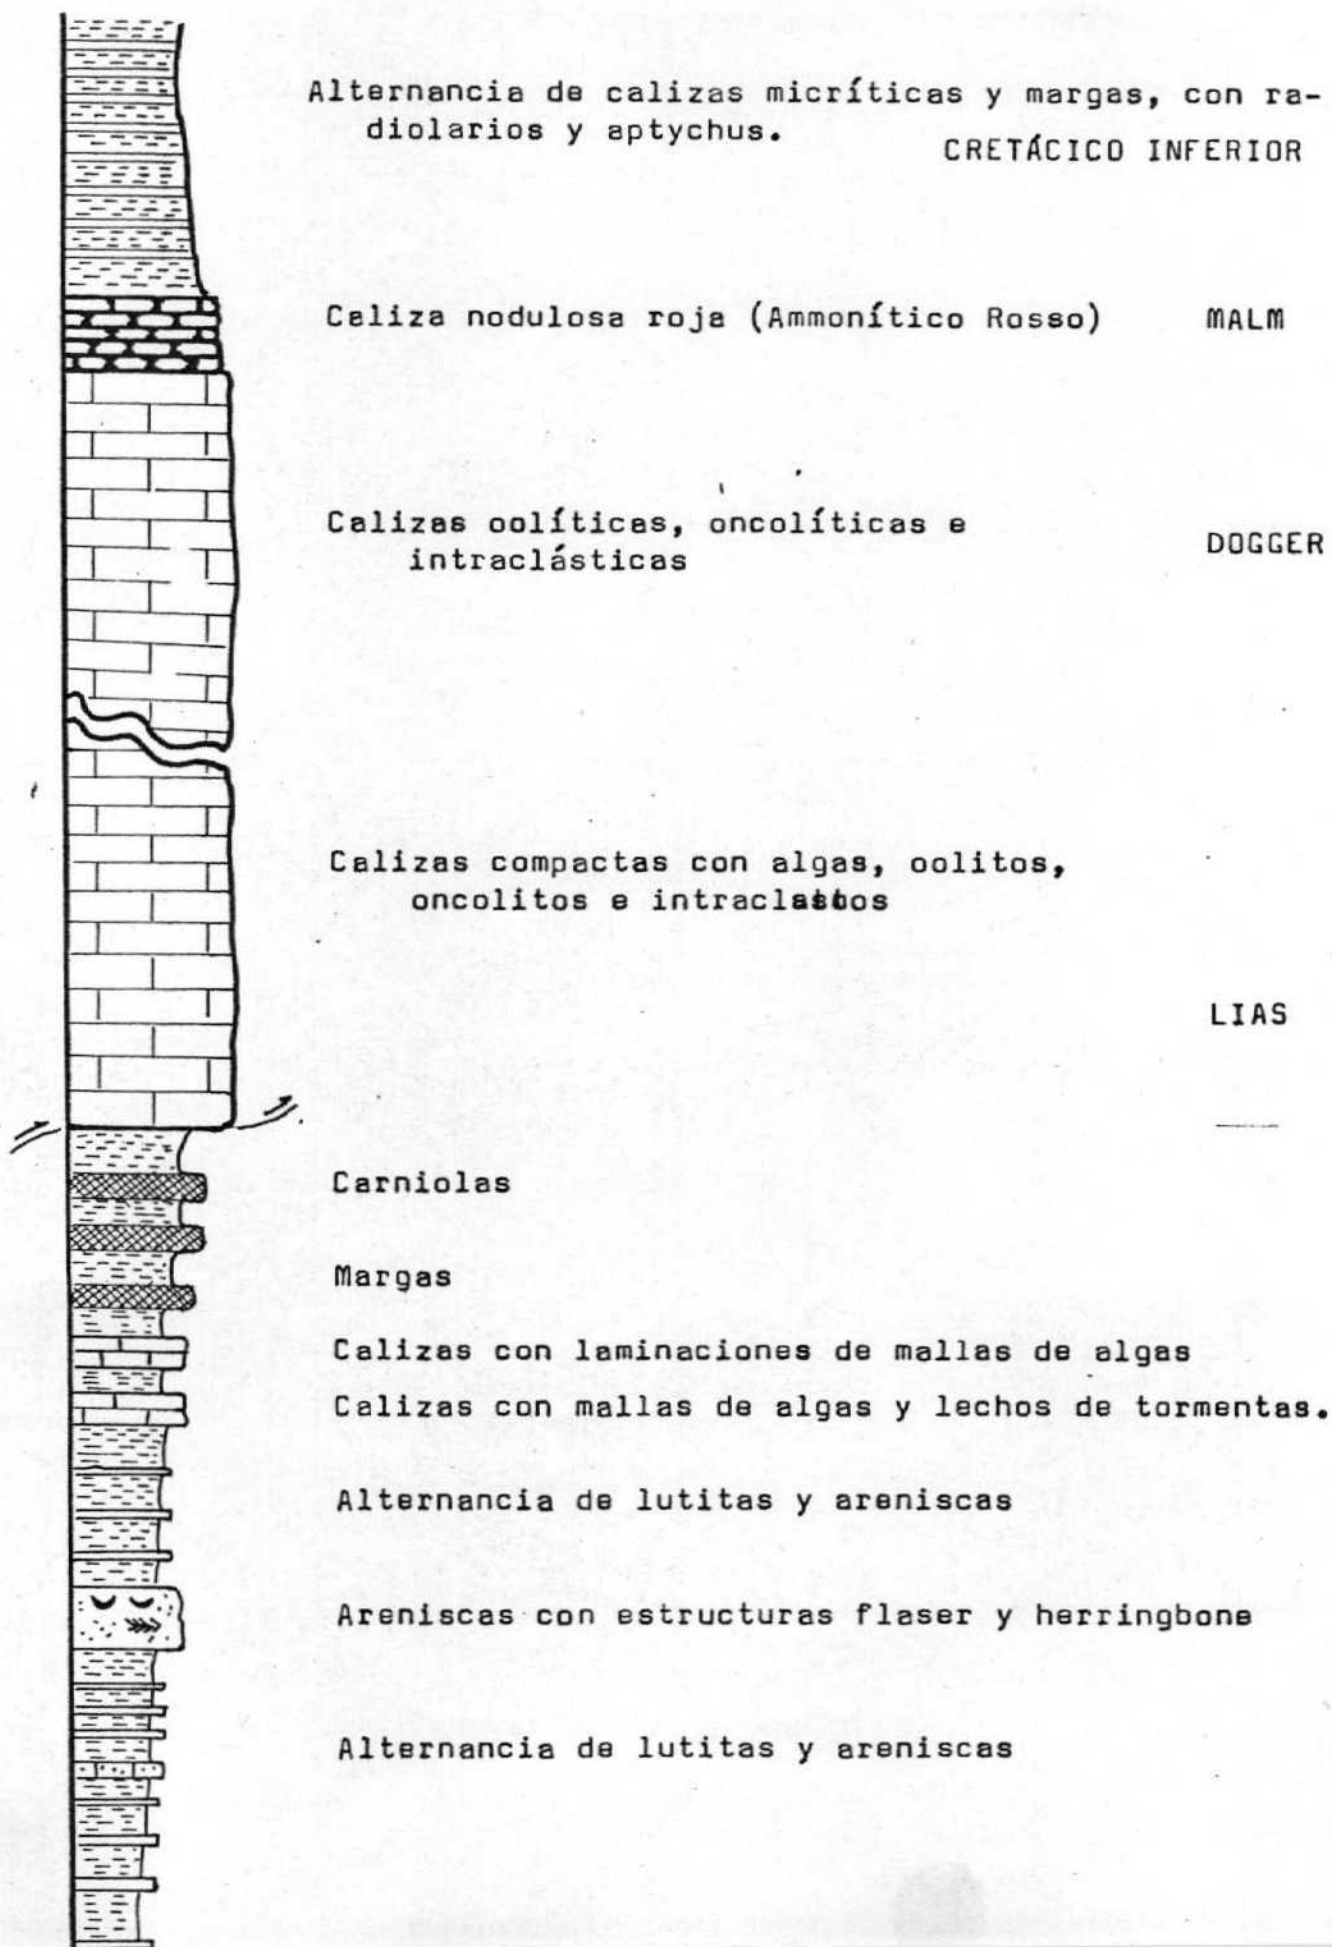 Alternancia de calizas micríticas y margas, con ra-
diolarios y aptychus.
CRETÁCICO INFERIOR
Caliza nodulosa roja (Ammonítico Rosso) MALM
Calizas oolíticas, oncolíticas e
intraclásticas
DOGGER
Calizas compactas con algas, oolitos,
oncolitos e intraclastos
LIAS
Carniolas
Margas
Calizas con laminaciones de mallas de algas
Calizas con mallas de algas y lechos de tormentas.
Alternancia de lutitas y areniscas
Areniscas con estructuras flaser y herringbone
Alternancia de lutitas y areniscas